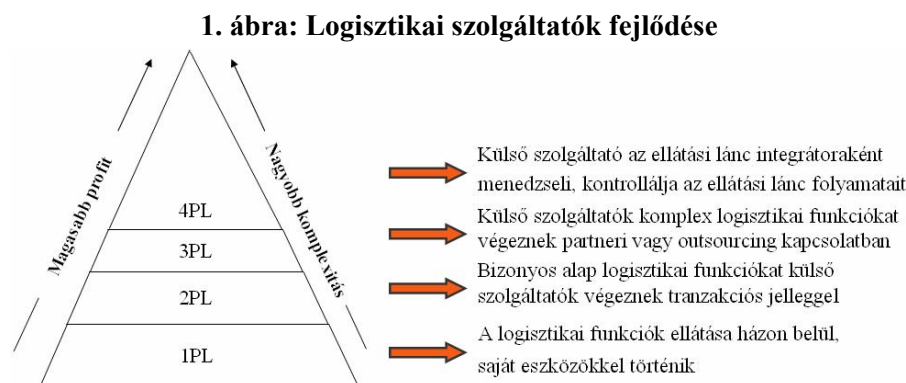 1. ábra: Logisztikai szolgáltatók fejlődése
Magasabb profit
Nagyobb komplexitás
4PL
3PL
2PL
1PL
Külső szolgáltató az ellátási lánc integrátoraként
menedzseli, kontrollálja az ellátási lánc folyamatait
Külső szolgáltatók komplex logisztikai funkciókat
végeznek partneri vagy outsourcing kapcsolatban
Bizonyos alap logisztikai funkciókat külső
szolgáltatók végeznek tranzakciós jelleggel
A logisztikai funkciók ellátása házon belül,
saját eszközökkel történik